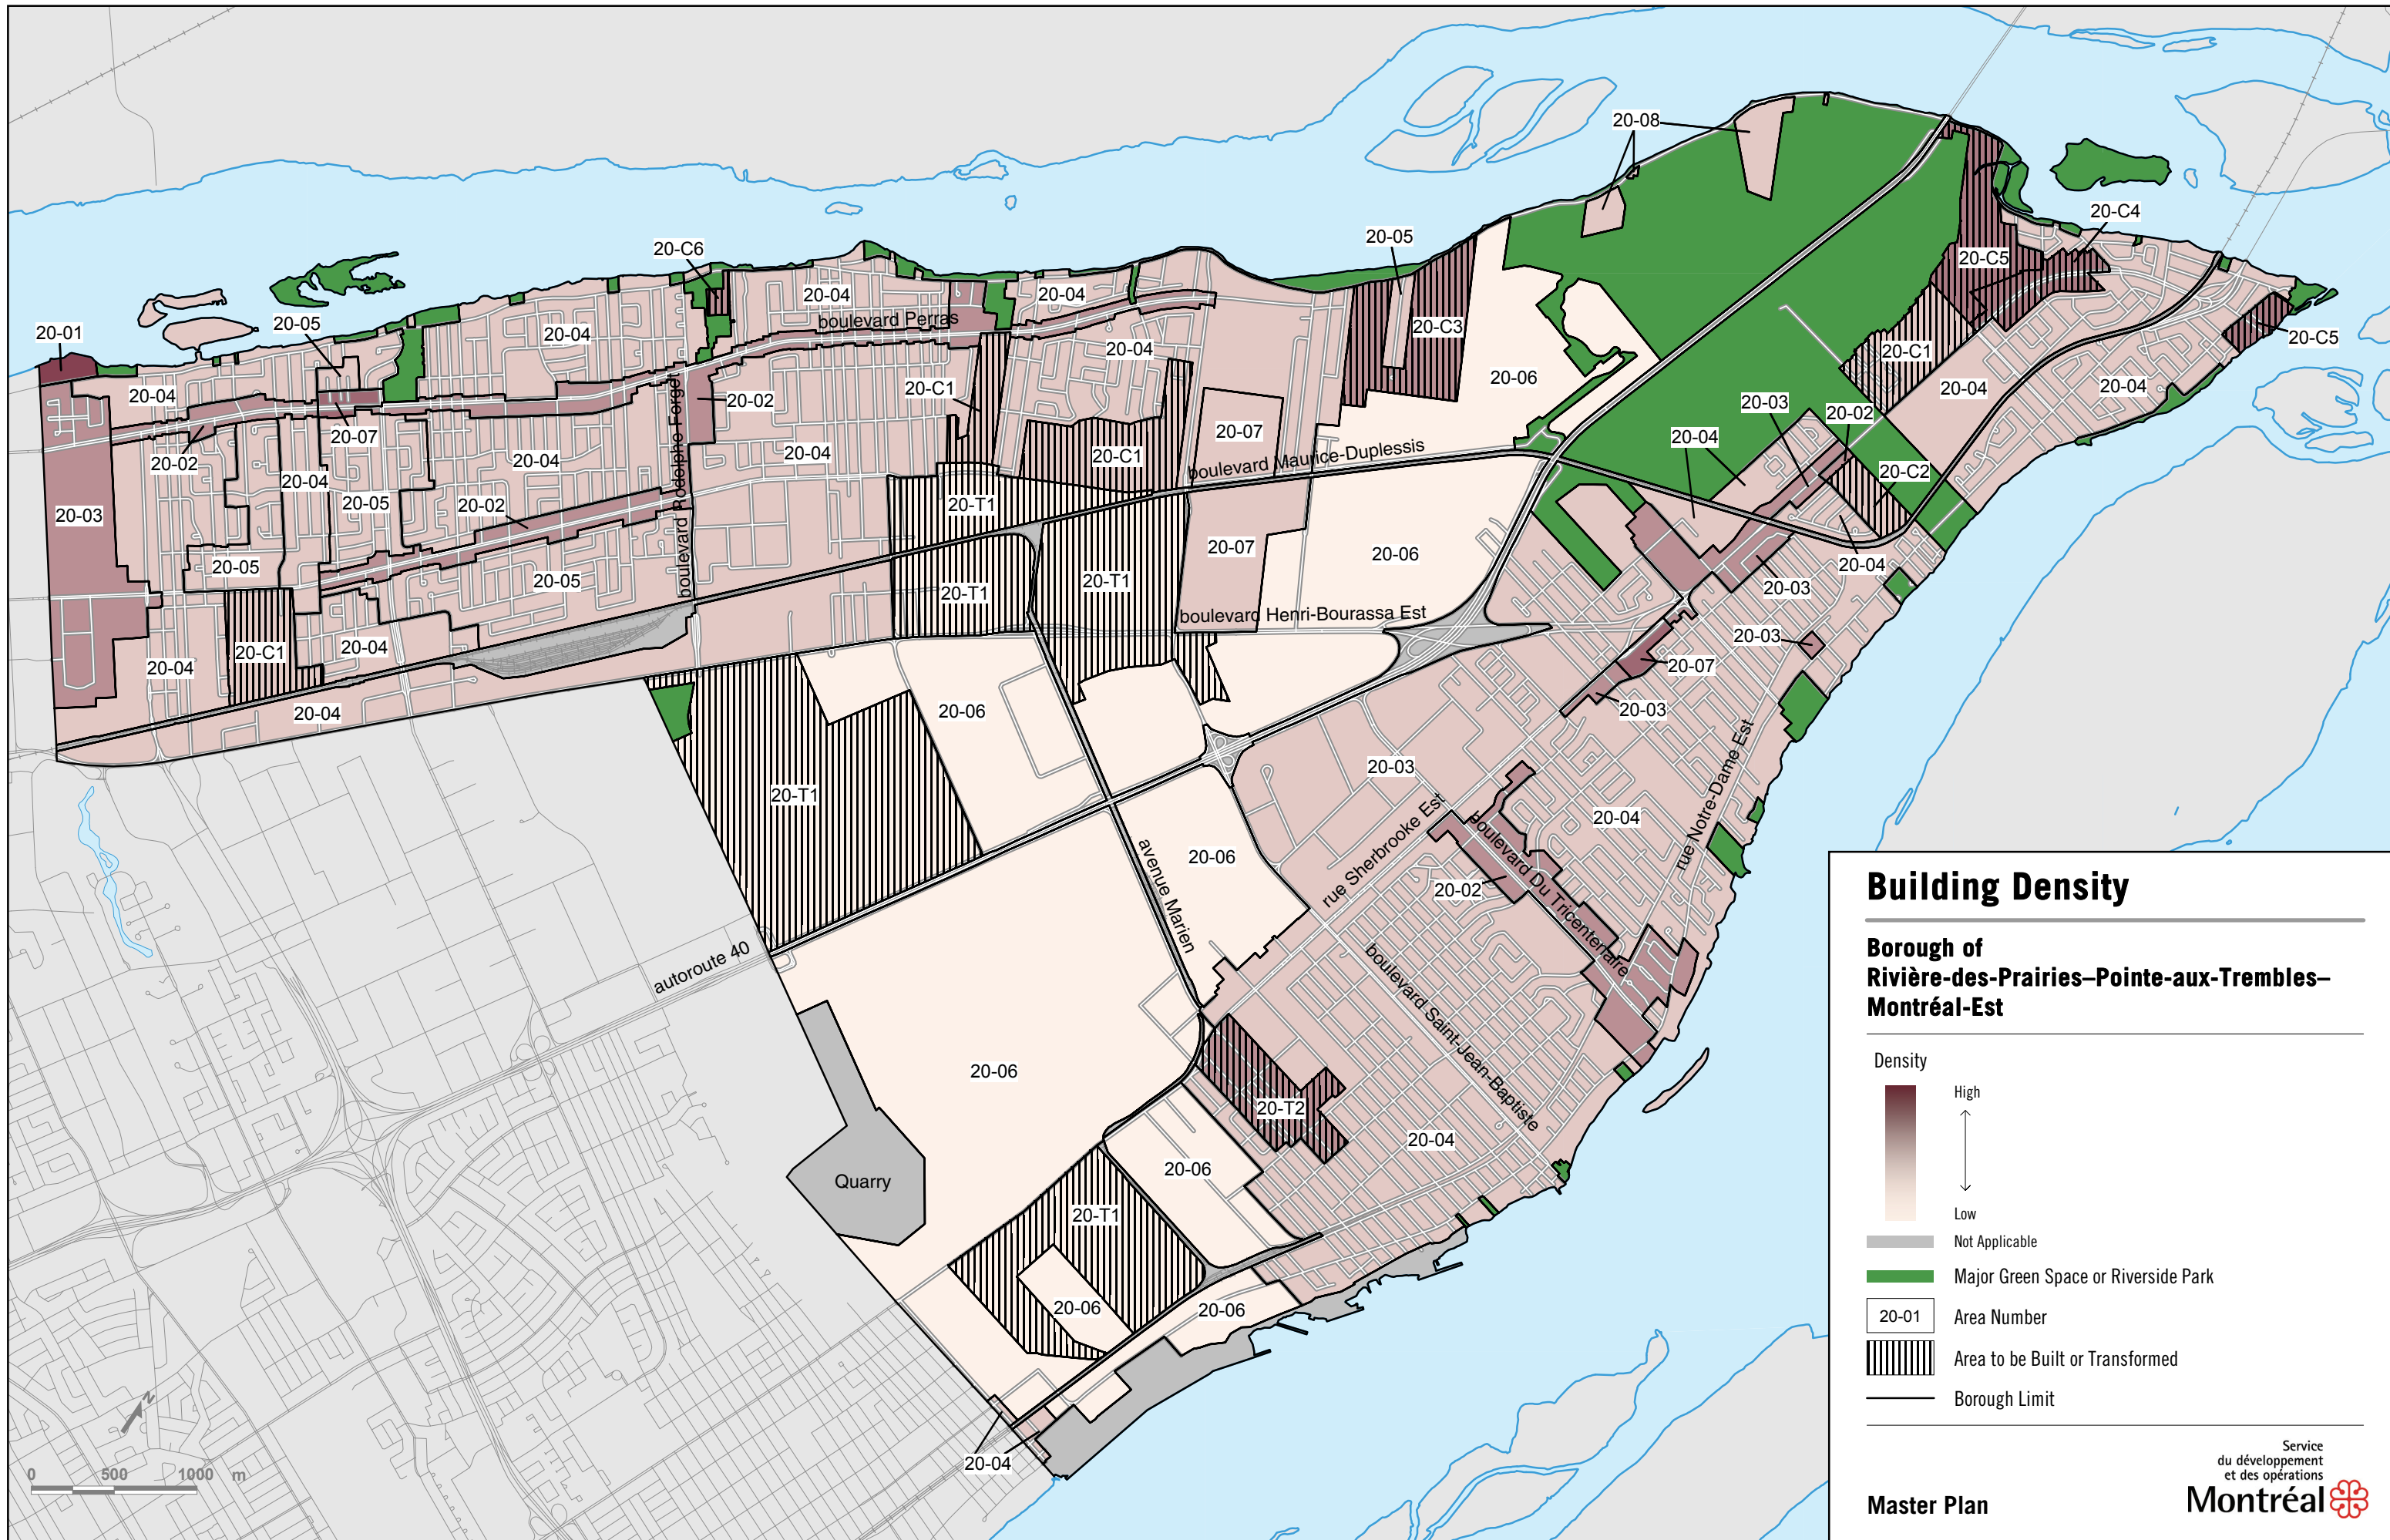 20-08
20-C4
20-05
20-C6
20-C5
20-04
20-04
boulevard Perras
20-01
20-05
20-04
20-C3
20-C5
20-04
20-C1
20-06
20-04
20-C1
20-04
20-04
20-02
20-03
20-02
20-07
20-07
20-04
20-02
20-04
20-04
20-C1
boulevard Maurice-Duplessis
20-C2
20-04
20-05
20-02
boulevard Rodolphe-Forget
20-T1
20-03
20-07
20-06
20-04
20-05
20-05
20-T1
20-T1
20-03
boulevard Henri-Bourassa Est
20-03
20-04
20-C1
20-04
20-07
20-03
20-04
20-06
20-03
20-T1
rue Notre-Dame Est
20-04
rue Sherbrooke Est
boulevard Du Tricentenaire
20-06
avenue Marien
20-02
autoroute 40
boulevard Saint-Jean-Baptiste
20-06
20-T2
20-04
Quarry
20-06
20-T1
20-06
20-06
20-04
N
0 500 1000 m
Building Density
Borough of
Rivière-des-Prairies–Pointe-aux-Trembles–
Montréal-Est
Density
High
Low
Not Applicable
Major Green Space or Riverside Park
20-01 Area Number
Area to be Built or Transformed
Borough Limit
Service
du développement
et des opérations
Master Plan
Montréal